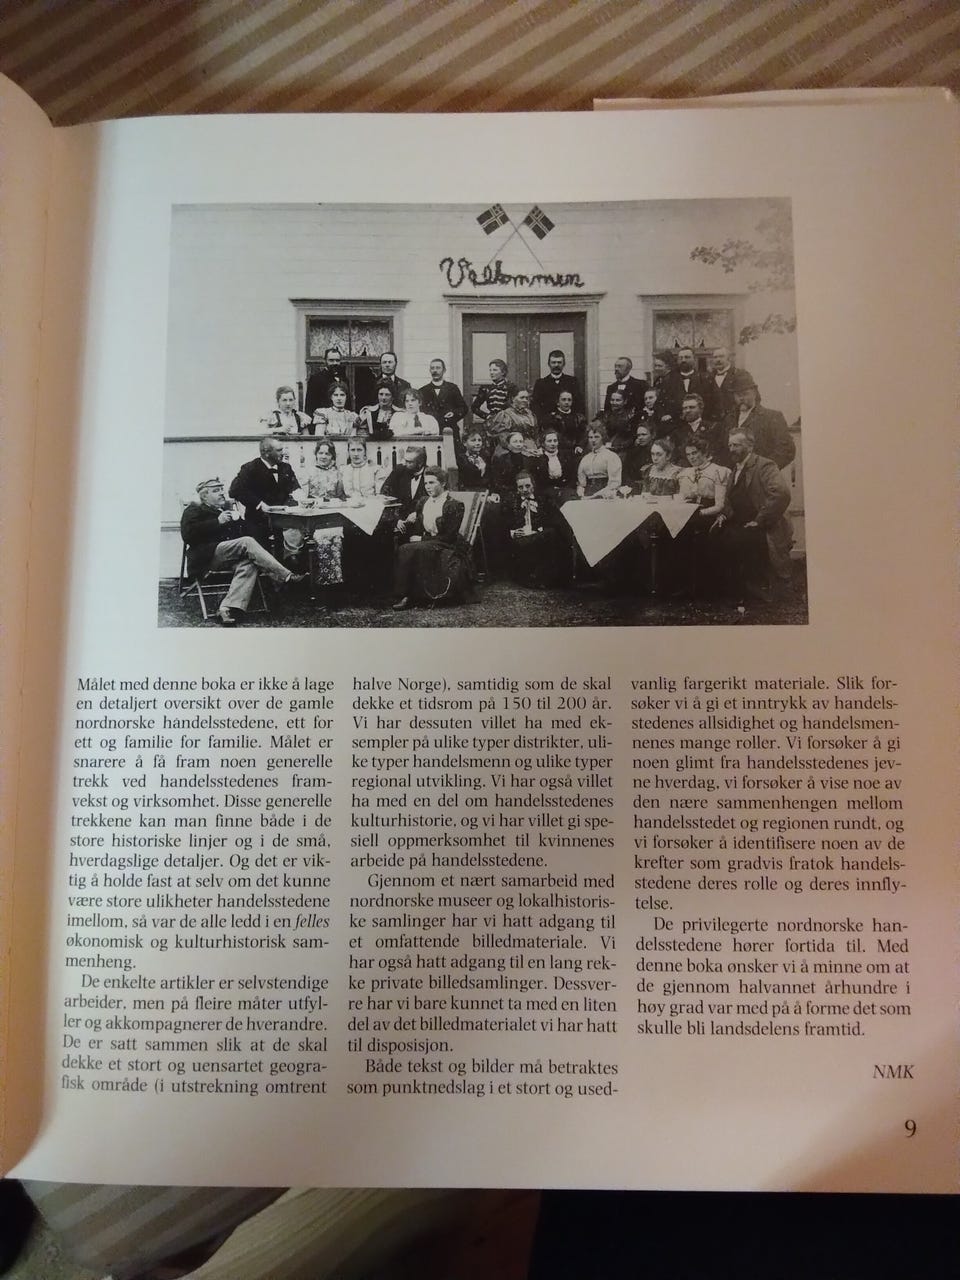 Velkommen
Målet med denne boka er ikke å lage
en detaljert oversikt over de gamle
nordnorske handelsstedene, ett for
ett og familie for familie. Målet er
snarere å få fram noen generelle
trekk ved handelsstedenes fram-
vekst og virksomhet. Disse generelle
trekkene kan man finne både i de
store historiske linjer og i de små,
hverdagslige detaljer. Og det er vik-
tig å holde fast at selv om det kunne
være store ulikheter handelsstedene
imellom, så var de alle ledd i en felles
økonomisk og kulturhistorisk sam-
menheng.
De enkelte artikler er selvstendige
arbeider, men på fleire måter utfyl-
ler og akkompagnerer de hverandre.
De er satt sammen slik at de skal
dekke et stort og uensartet geogra-
fisk område (i utstrekning omtrent
halve Norge), samtidig som de skal
dekke et tidsrom på 150 til 200 år.
Vi har dessuten villet ha med ek-
sempler på ulike typer distrikter, uli-
ke typer handelsmenn og ulike typer
regional utvikling. Vi har også villet
ha med en del om handelsstedenes
kulturhistorie, og vi har villet gi spe-
siell oppmerksomhet til kvinnenes
arbeide på handelsstedene.
Gjennom et nært samarbeid med
nordnorske museer og lokalhistoris-
ke samlinger har vi hatt adgang til
et omfattende billedmateriale. Vi
har også hatt adgang til en lang rek-
ke private billedsamlinger. Dessver-
re har vi bare kunnet ta med en liten
del av det billedmaterialet vi har hatt
til disposisjon.
Både tekst og bilder må betraktes
som punktnedslag i et stort og used-
vanlig fargerikt materiale. Slik for-
søker vi å gi et inntrykk av handels-
stedenes allsidighet og handelsmen-
nenes mange roller. Vi forsøker å gi
noen glimt fra handelsstedenes jev-
ne hverdag, vi forsøker å vise noe av
den nære sammenhengen mellom
handelsstedet og regionen rundt, og
vi forsøker å identifisere noen av de
krefter som gradvis fratok handels-
stedene deres rolle og deres innfly-
telse.
De privilegerte nordnorske han-
delsstedene hører fortida til. Med
denne boka ønsker vi å minne om at
de gjennom halvannet århundre i
høy grad var med på å forme det som
skulle bli landsdelens framtid.
NMK
9